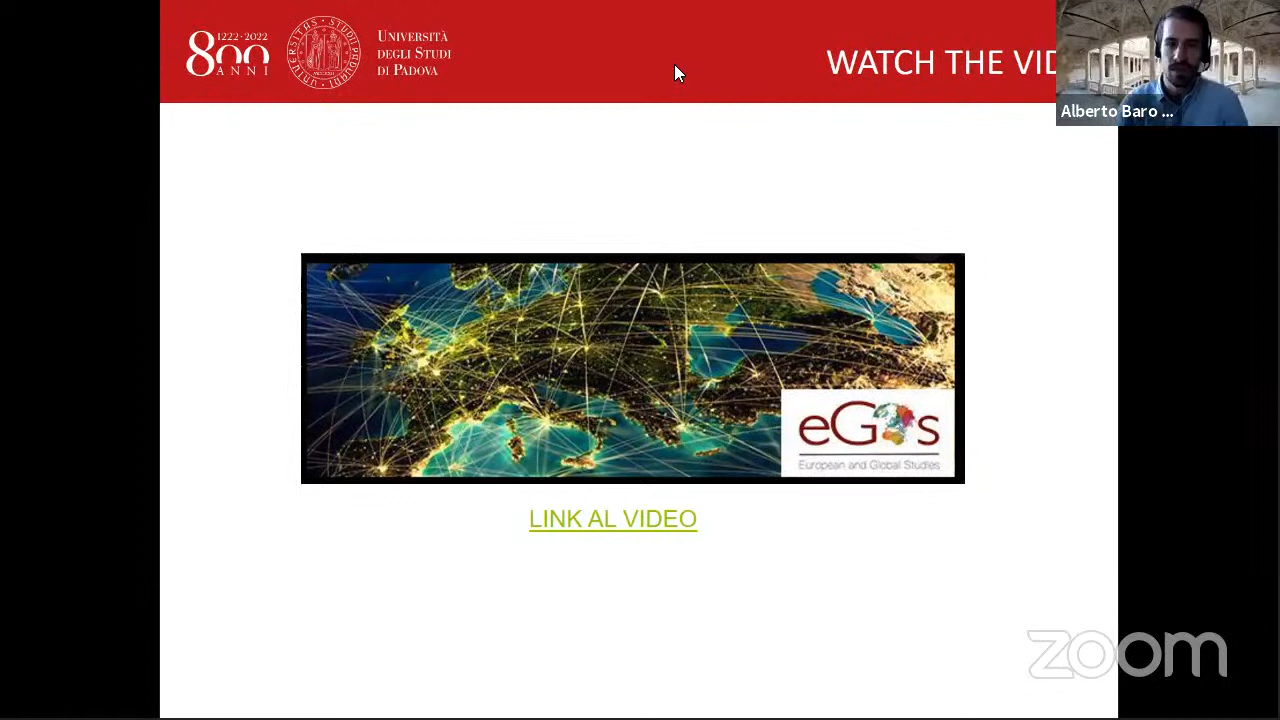 1222-2022
800
ANNI
UNIVERSITÀ
DEGLI STUDI
DI PADOVA
WATCH THE VID
Alberto Baro ...
eGos
European and Global Studies
LINK AL VIDEO
zoom